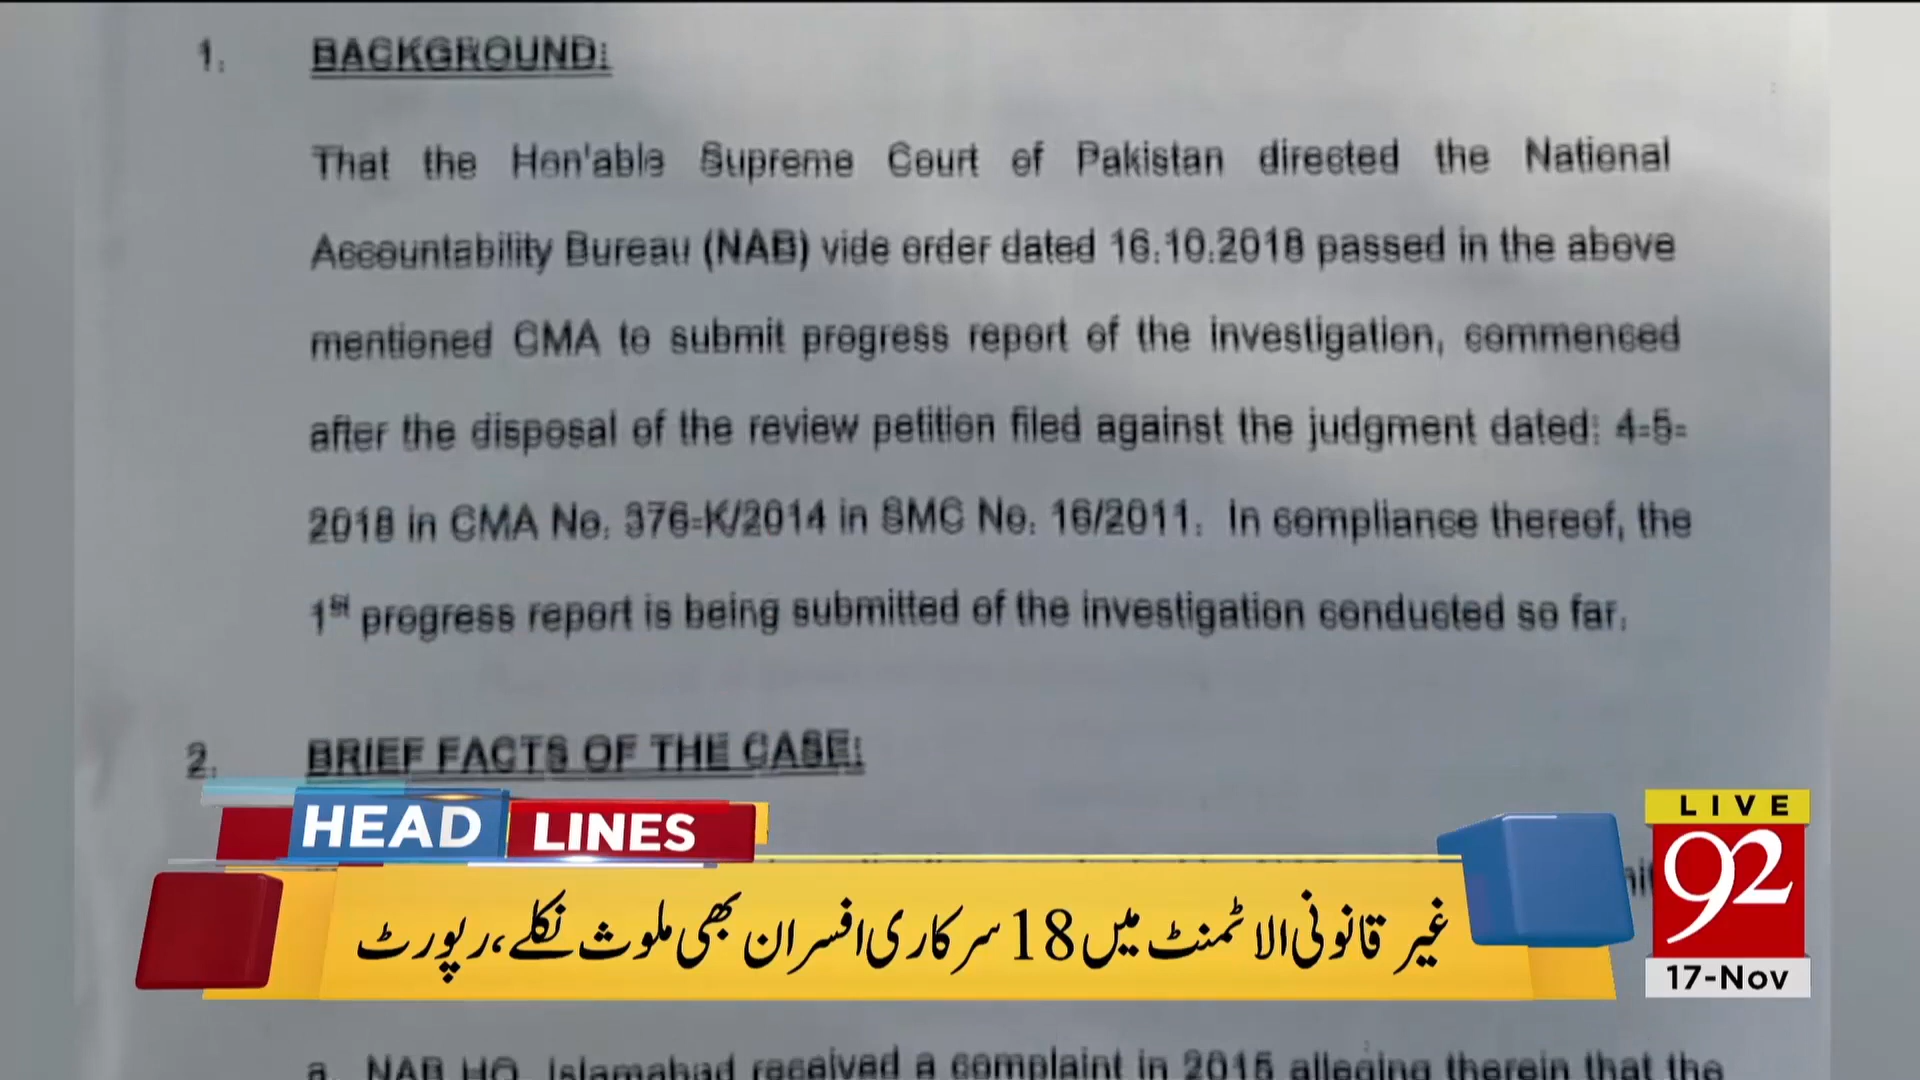 1. BACKGROUND:
That the Hon'able Supreme Court of Pakistan directed the National
Accountability Bureau (NAB) vide order dated 16.10.2018 passed in the above
mentioned CMA to submit progress report of the investigation, commenced
after the disposal of the review petition filed against the judgment dated: 4-5-
2018 in CMA No. 376-K/2014 in SMC No. 16/2011. In compliance thereof, the
1st progress report is being submitted of the investigation conducted so far.
2. BRIEF FACTS OF THE CASE:
HEAD LINES
غیر قانونی الاٹمنٹ میں 18 سرکاری افسران بھی ملوث نکلے، رپورٹ
LIVE
92
17-Nov
a. NAB HQ, Islamabad received a complaint in 2015 alleging therein that the